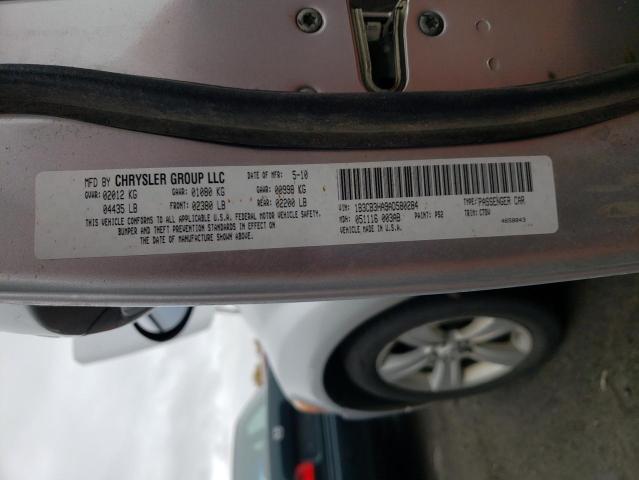 MFD BY CHRYSLER GROUP LLC
DATE OF MFR: 5-10
GVWR: 02012 KG
GAWR: 01080 KG
GAWR: 00998 KG
04435 LB
FRONT: 02380 LB
REAR: 02200 LB
THIS VEHICLE CONFORMS TO ALL APPLICABLE U.S.A. FEDERAL MOTOR VEHICLE SAFETY,
BUMPER AND THEFT PREVENTION STANDARDS IN EFFECT ON
THE DATE OF MANUFACTURE SHOWN ABOVE.
VIN: 1B3CB3HA9AD580284
TYPE: PASSENGER CAR
MDH: 051116 003AB
PAINT: PS2
TRIM: CTDV
VEHICLE MADE IN U.S.A.
4658043